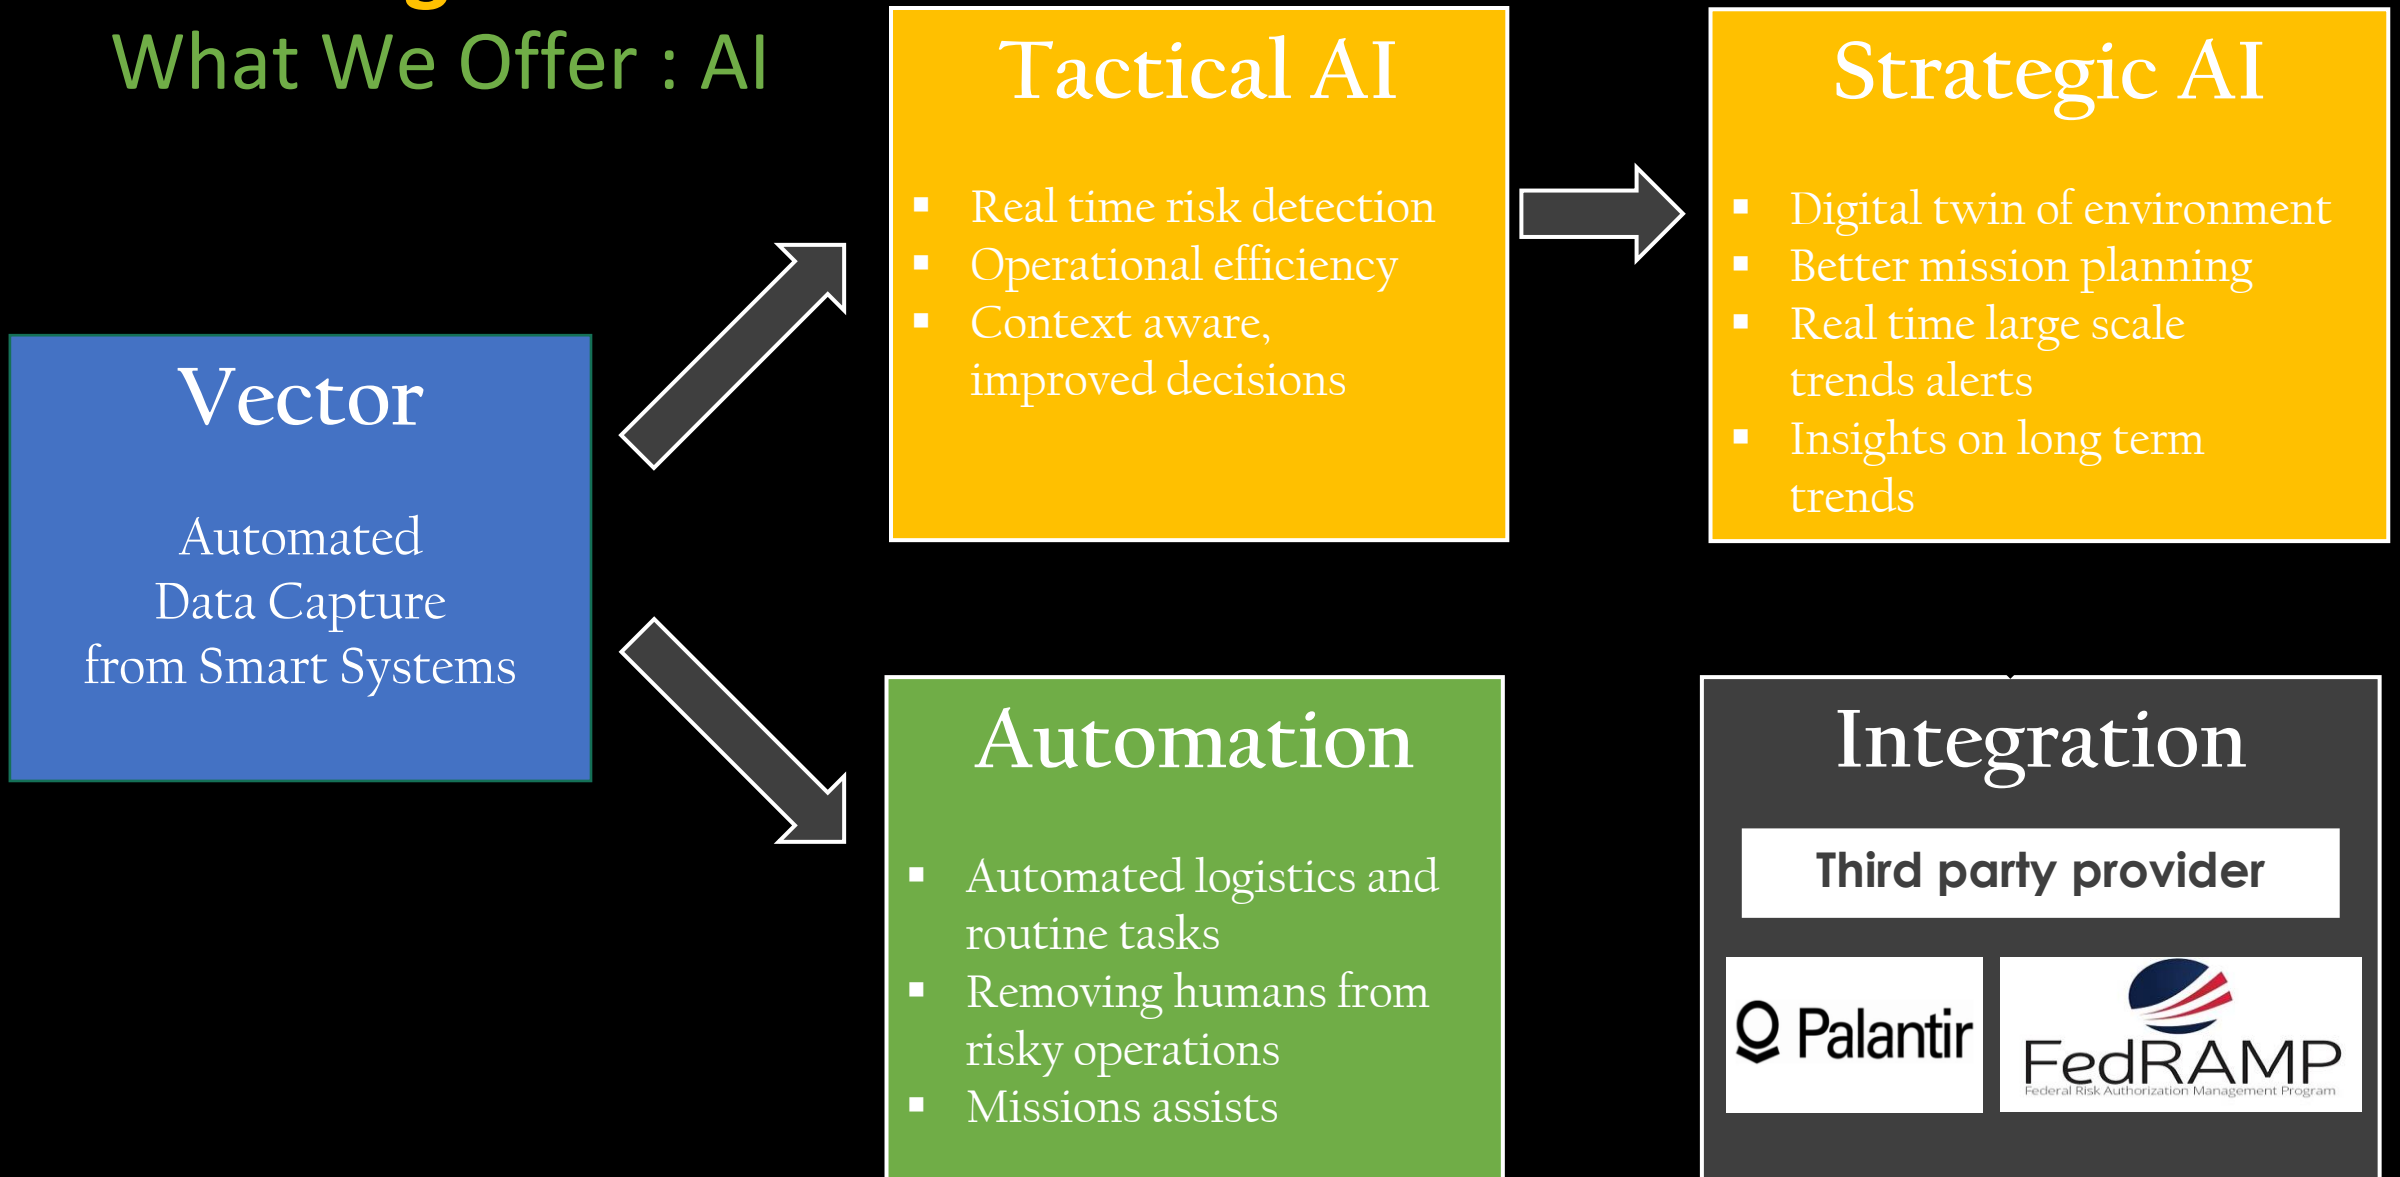 What We Offer : AI
Vector
Automated
Data Capture
from Smart Systems
Tactical AI
▪ Real time risk detection
▪ Operational efficiency
▪ Context aware,
improved decisions
Strategic AI
▪ Digital twin of environment
▪ Better mission planning
▪ Real time large scale
trends alerts
▪ Insights on long term
trends
Automation
▪ Automated logistics and
routine tasks
▪ Removing humans from
risky operations
▪ Missions assists
Integration
Third party provider
Palantir
FedRAMP
Federal Risk Authorization Management Program